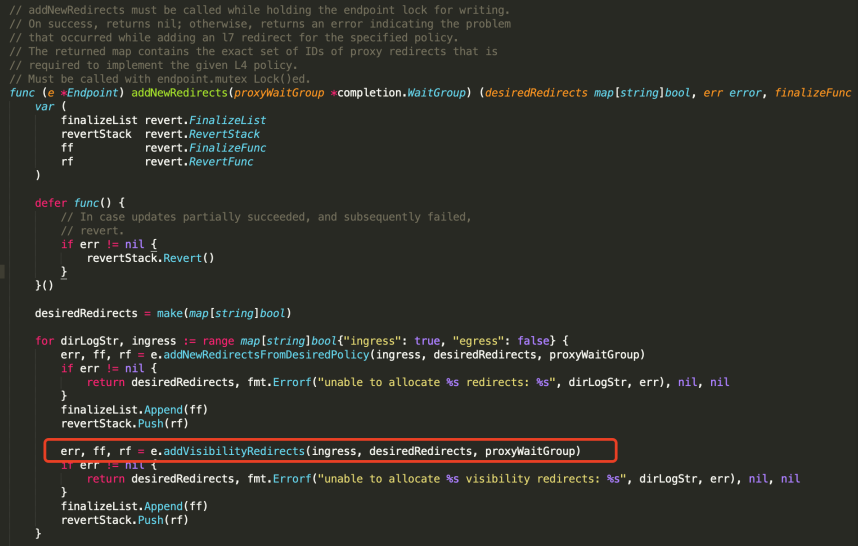 // addNewRedirects must be called while holding the endpoint lock for writing.
// On success, returns nil; otherwise, returns an error indicating the problem
// that occurred while adding an l7 redirect for the specified policy.
// The returned map contains the exact set of IDs of proxy redirects that is
// required to implement the given L4 policy.
// Must be called with endpoint.mutex Lock()ed.
func (e *Endpoint) addNewRedirects(proxyWaitGroup *completion.WaitGroup) (desiredRedirects map[string]bool, err error, finalizeFunc
    var (
        finalizeList revert.FinalizeList
        revertStack  revert.RevertStack
        ff           revert.FinalizeFunc
        rf           revert.RevertFunc
    )
    defer func() {
        // In case updates partially succeeded, and subsequently failed,
        // revert.
        if err != nil {
            revertStack.Revert()
        }
    }()
    desiredRedirects = make(map[string]bool)
    for dirLogStr, ingress := range map[string]bool{"ingress": true, "egress": false} {
        err, ff, rf = e.addNewRedirectsFromDesiredPolicy(ingress, desiredRedirects, proxyWaitGroup)
        if err != nil {
            return desiredRedirects, fmt.Errorf("unable to allocate %s redirects: %s", dirLogStr, err), nil, nil
        }
        finalizeList.Append(ff)
        revertStack.Push(rf)
        err, ff, rf = e.addVisibilityRedirects(ingress, desiredRedirects, proxyWaitGroup)
        if err != nil {
            return desiredRedirects, fmt.Errorf("unable to allocate %s visibility redirects: %s", dirLogStr, err), nil, nil
        }
        finalizeList.Append(ff)
        revertStack.Push(rf)
    }